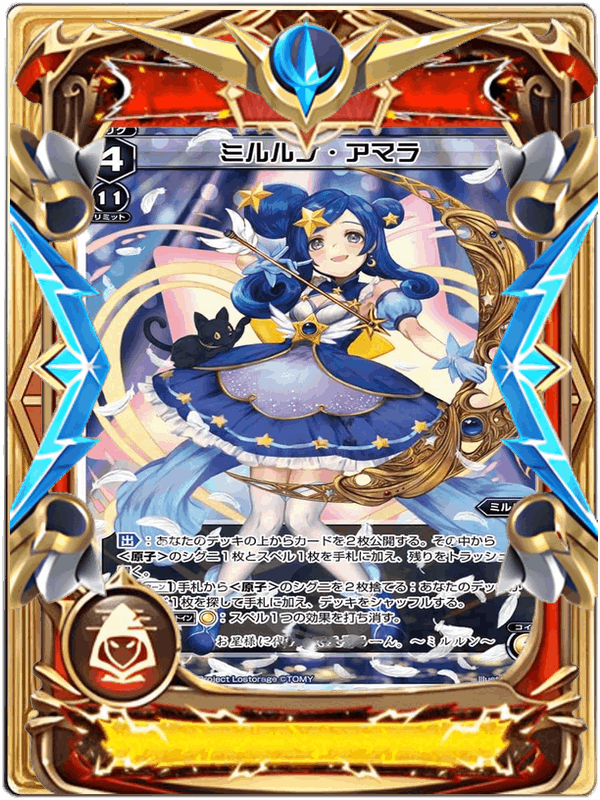 4
ミルルン・アマラ
11
リミット
ミル
出：あなたのデッキの上からカードを2枚公開する。その中から
＜原子＞のシグニ1枚とスペル1枚を手札に加え、残りをトラッシュ
く。
手札から＜原子＞のシグニを2枚捨てる：あなたのデッ
1枚を探して手札に加え、デッキをシャッフルする。
：スペル1つの効果を打ち消す。
お星様に代 ～ミルルン～
roject Lostorage ©TOMY
Illust